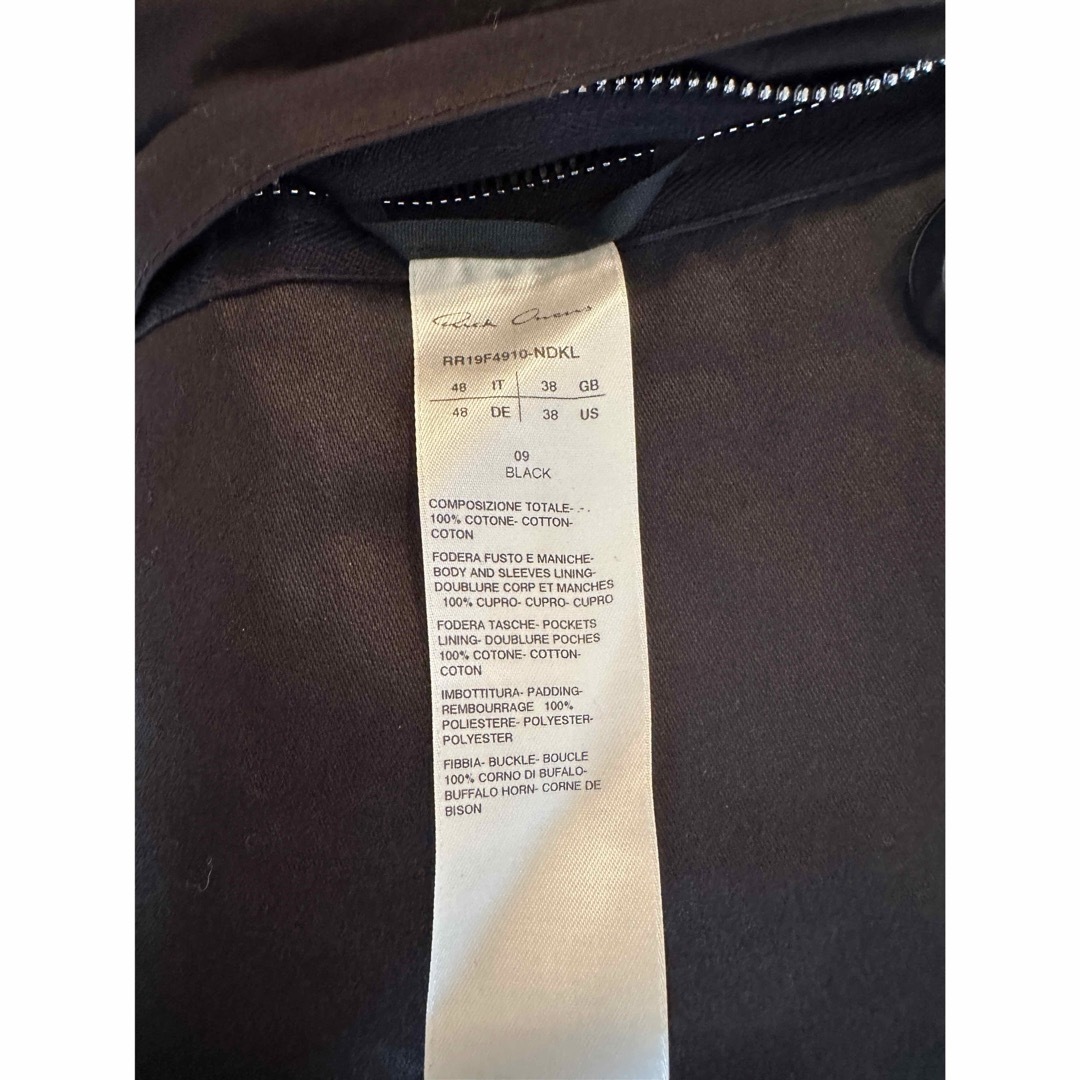 Rick Owens
RR19F4910-NDKL
48 IT 38 GB
48 DE 38 US
09
BLACK
COMPOSIZIONE TOTALE- -.
100% COTONE- COTTON-
COTON
FODERA FUSTO E MANICHE-
BODY AND SLEEVES LINING-
DOUBLURE CORP ET MANCHES
100% CUPRO- CUPRO- CUPRO
FODERA TASCHE- POCKETS
LINING- DOUBLURE POCHES
100% COTONE- COTTON-
COTON
IMBOTTITURA- PADDING-
REMBOURRAGE 100%
POLIESTERE- POLYESTER-
POLYESTER
FIBBIA- BUCKLE- BOUCLE
100% CORNO DI BUFALO-
BUFFALO HORN- CORNE DE
BISON